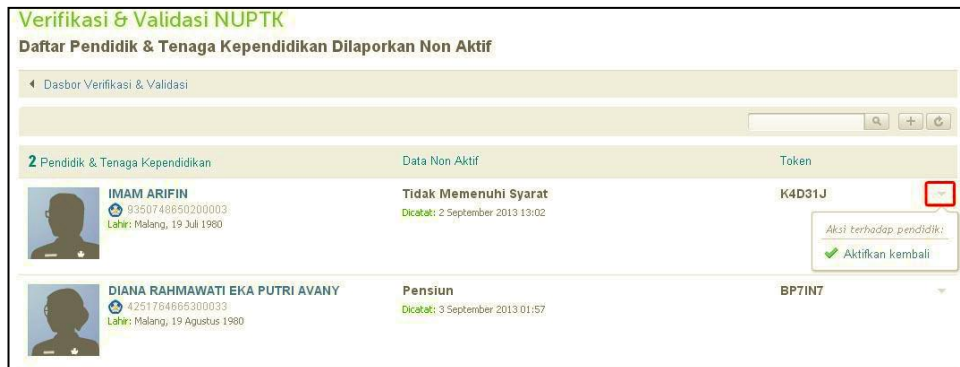 Verifikasi & Validasi NUPTK
Daftar Pendidik & Tenaga Kependidikan Dilaporkan Non Aktif
Dasbor Verifikasi & Validasi
2 Pendidik & Tenaga Kependidikan Data Non Aktif Token
IMAM ARIFIN Tidak Memenuhi Syarat K4D31J
9350748650200003 Dicatat: 2 September 2013 13:02
Lahir: Malang, 19 Juli 1980
Aksi terhadap pendidik:
Aktifkan kembali
DIANA RAHMAWATI EKA PUTRI AVANY Pensiun BP7IN7
4251764665300033 Dicatat: 3 September 2013 01:57
Lahir: Malang, 19 Agustus 1980